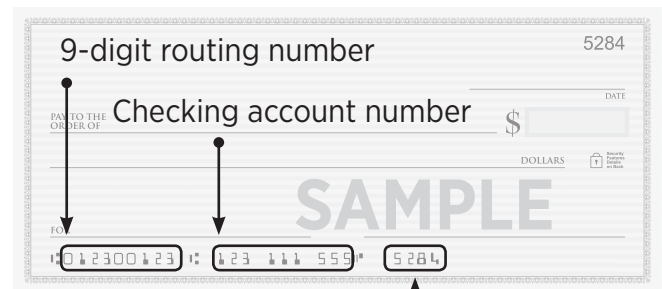 9-digit routing number
5284
DATE
PAY TO THE
ORDER OF
Checking account number
$
DOLLARS
Security
Features
Details
on Back
SAMPLE
FO
⑆012300123⑆ 123 111 555⑈ 5284